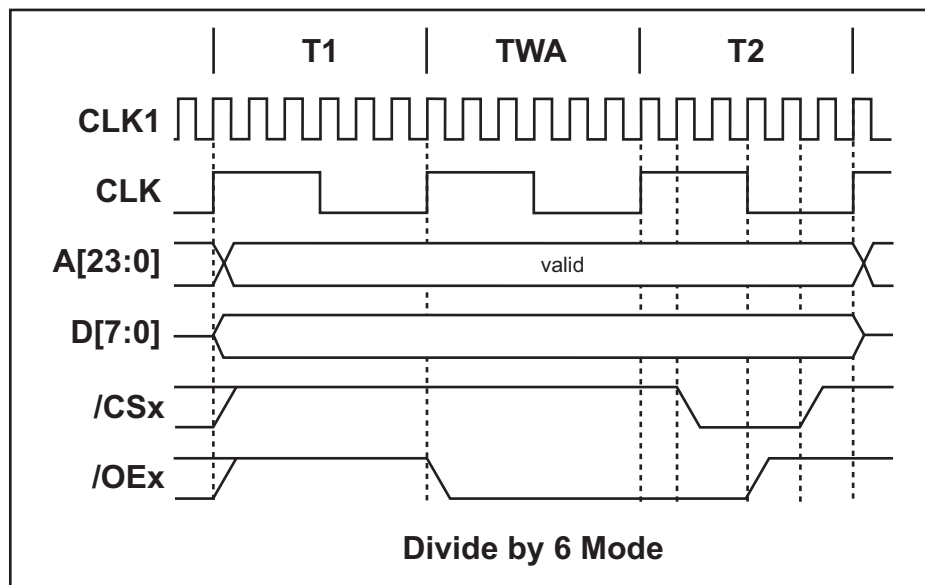 T1 TWA T2
CLK1
CLK
A[23:0] valid
D[7:0]
/CSx
/OEx
Divide by 6 Mode